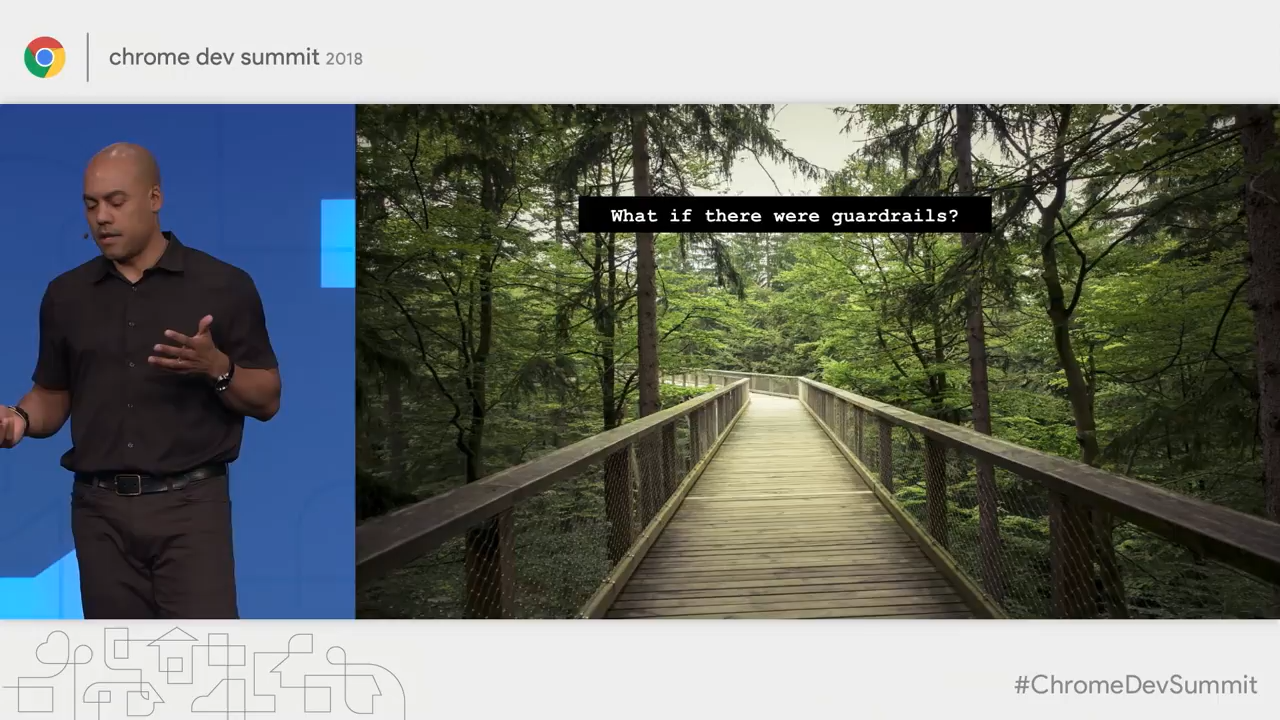 chrome dev summit 2018
What if there were guardrails?
#ChromeDevSummit